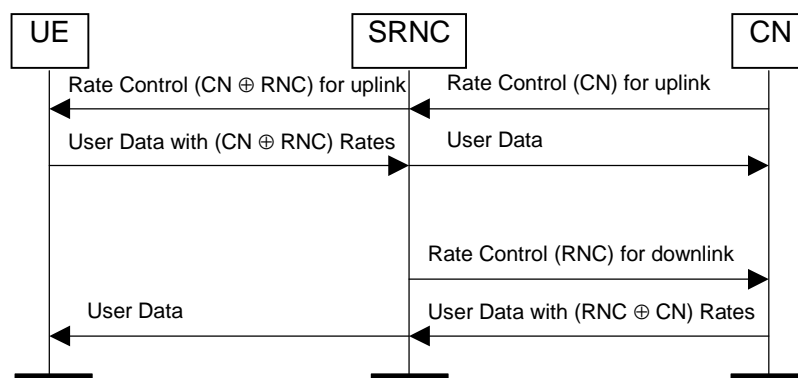 UE
SRNC
CN
Rate Control (CN ⊕ RNC) for uplink
Rate Control (CN) for uplink
User Data with (CN ⊕ RNC) Rates
User Data
Rate Control (RNC) for downlink
User Data
User Data with (RNC ⊕ CN) Rates